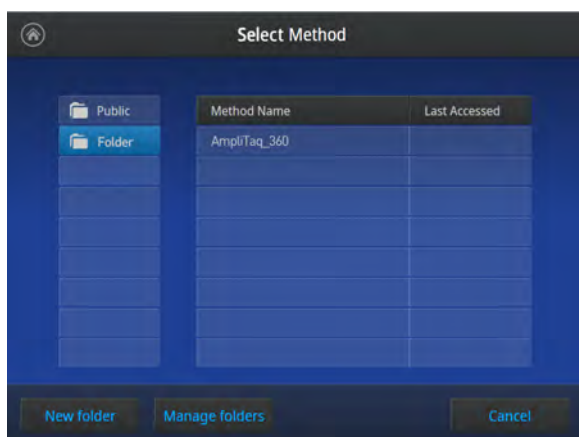 Select Method
Public
Folder
Method Name Last Accessed
AmpliTaq_360
New folder Manage folders Cancel